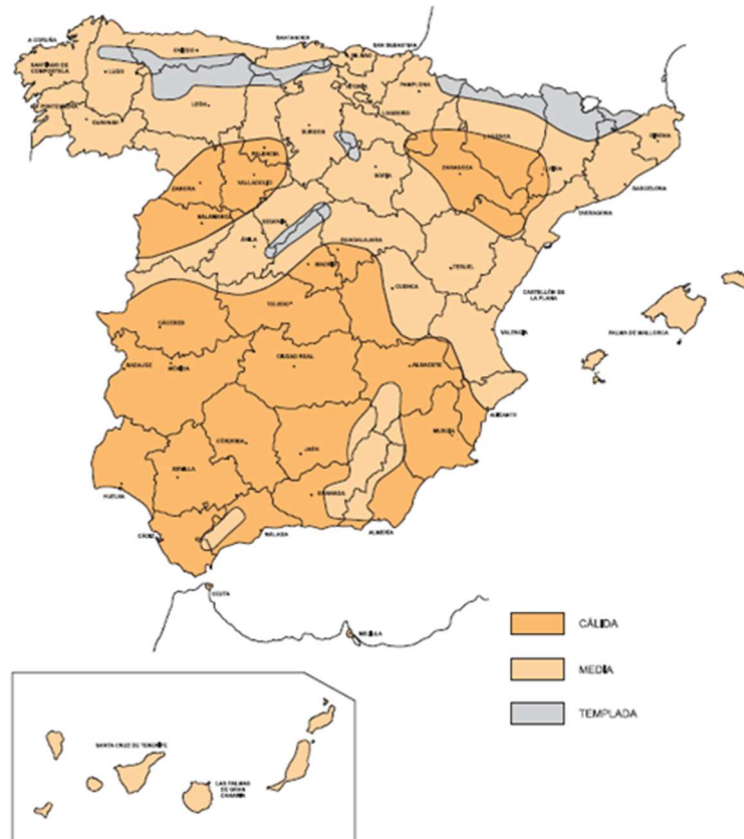 A CORUÑA
OVIEDO
SANTANDER
SAN SEBASTIAN
BILBAO
SANTIAGO DE
COMPOSTELA
LUGO
VITORIA
PAMPLONA
PONTEVEDRA
LEÓN
LOGROÑO
OURENSE
BURGOS
HUESCA
GIRONA
PALENCIA
ZAMORA
VALLADOLID
SORIA
ZARAGOZA
BARCELONA
TARRAGONA
SALAMANCA
SEGOVIA
ÁVILA
GUADALAJARA
MADRID
TERUEL
CUENCA
CASTELLÓN DE
LA PLANA
TOLEDO
CÁCERES
VALENCIA
PALMA DE MALLORCA
BADAJOZ
MÉRIDA
CIUDAD REAL
ALBACETE
ALICANTE
CÓRDOBA
JAÉN
MURCIA
SEVILLA
HUELVA
GRANADA
CÁDIZ
MÁLAGA
ALMERÍA
CEUTA
MELILLA
CÁLIDA
MEDIA
TEMPLADA
SANTA CRUZ DE TENERIFE
LAS PALMAS
DE GRAN
CANARIA